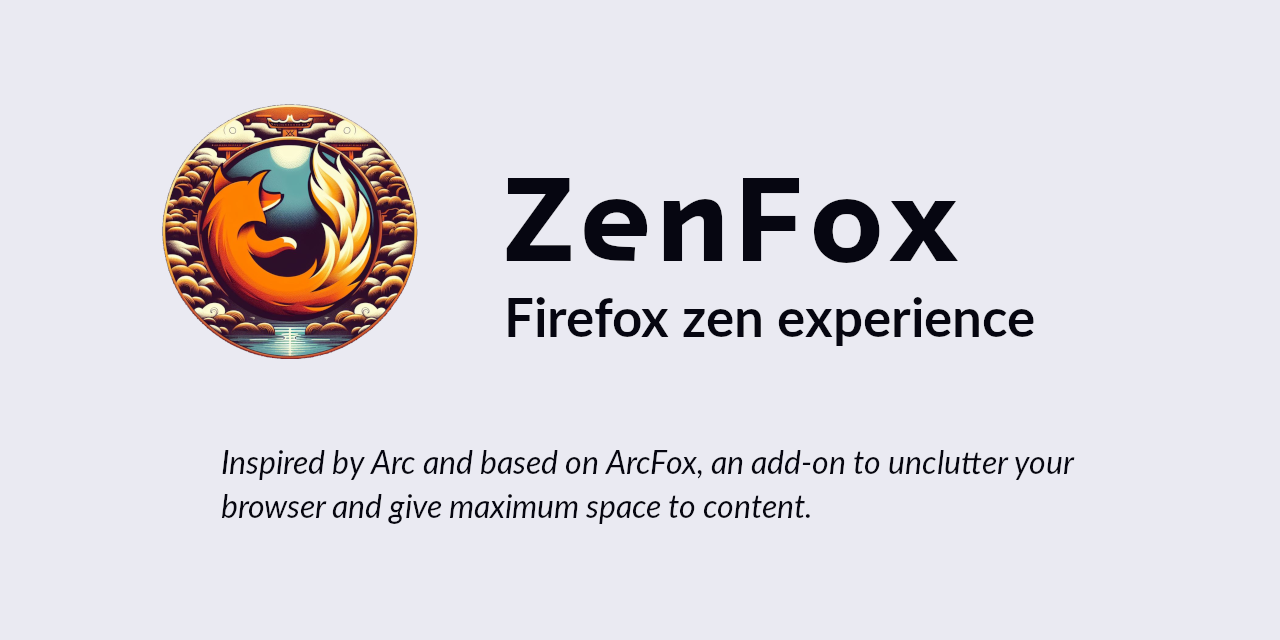 ZenFox
Firefox zen experience
Inspired by Arc and based on ArcFox, an add-on to unclutter your
browser and give maximum space to content.